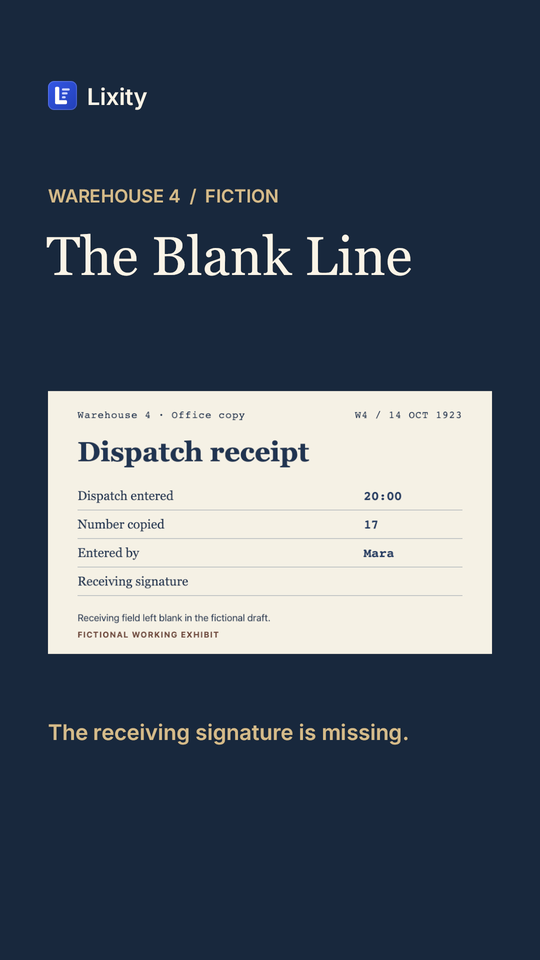 Lixity
WAREHOUSE 4 / FICTION
The Blank Line
Warehouse 4 · Office copy
W4 / 14 OCT 1923
Dispatch receipt
Dispatch entered 20:00
Number copied 17
Entered by Mara
Receiving signature
Receiving field left blank in the fictional draft.
FICTIONAL WORKING EXHIBIT
The receiving signature is missing.